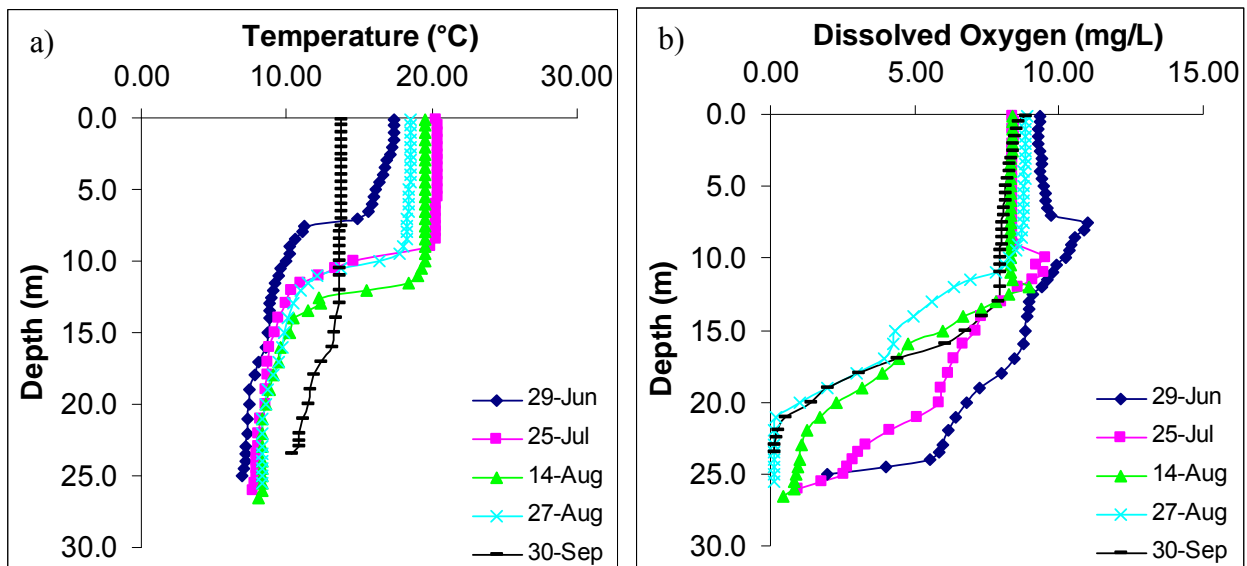 a)
Temperature (°C)
0.00 10.00 20.00 30.00
0.0
5.0
10.0
15.0
20.0
25.0
30.0
Depth (m)
29-Jun
25-Jul
14-Aug
27-Aug
30-Sep
b)
Dissolved Oxygen (mg/L)
0.00 5.00 10.00 15.00
0.0
5.0
10.0
15.0
20.0
25.0
30.0
Depth (m)
29-Jun
25-Jul
14-Aug
27-Aug
30-Sep